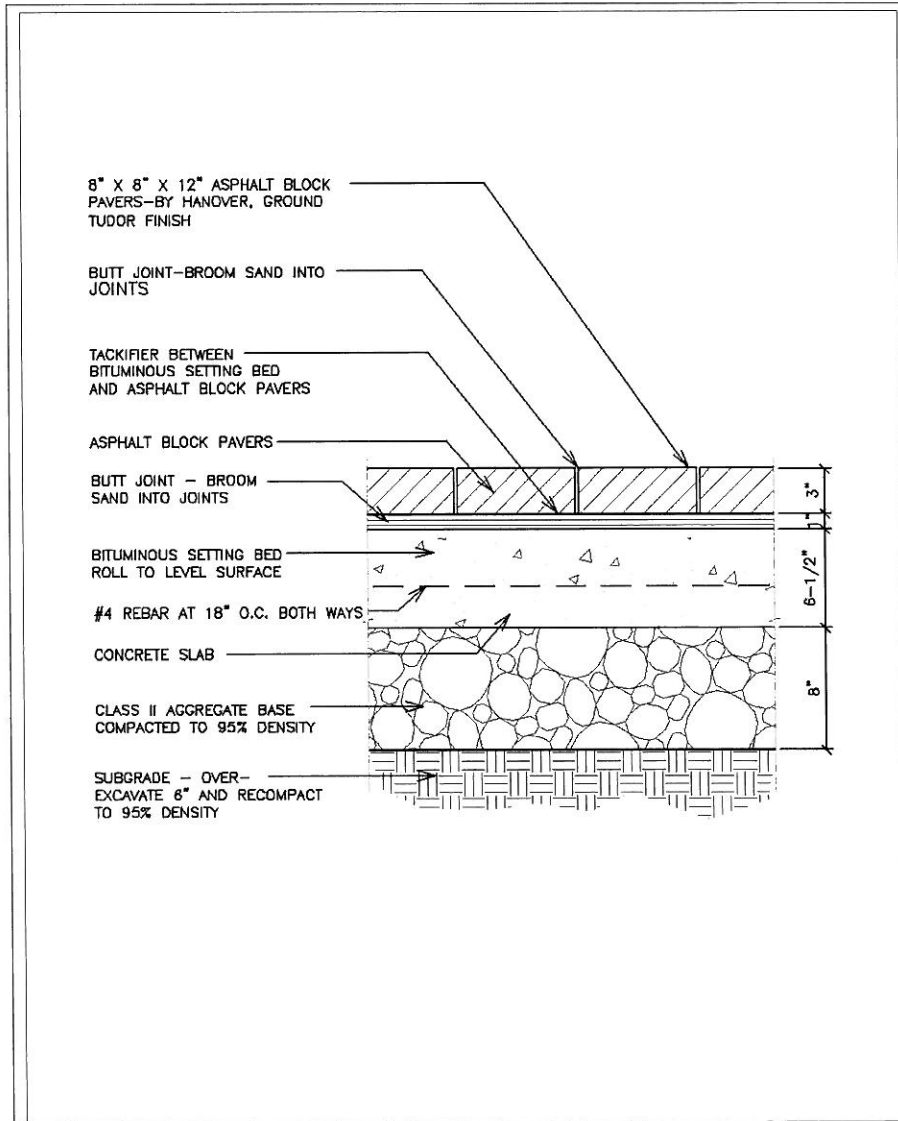 8" X 8" X 12" ASPHALT BLOCK
PAVERS-BY HANOVER, GROUND
TUDOR FINISH
BUTT JOINT-BROOM SAND INTO
JOINTS
TACKIFIER BETWEEN
BITUMINOUS SETTING BED
AND ASPHALT BLOCK PAVERS
ASPHALT BLOCK PAVERS
BUTT JOINT - BROOM
SAND INTO JOINTS
BITUMINOUS SETTING BED
ROLL TO LEVEL SURFACE
#4 REBAR AT 18" O.C. BOTH WAYS
CONCRETE SLAB
CLASS II AGGREGATE BASE
COMPACTED TO 95% DENSITY
SUBGRADE - OVER-
EXCAVATE 6" AND RECOMPACT
TO 95% DENSITY
3"
1"
6-1/2"
8"